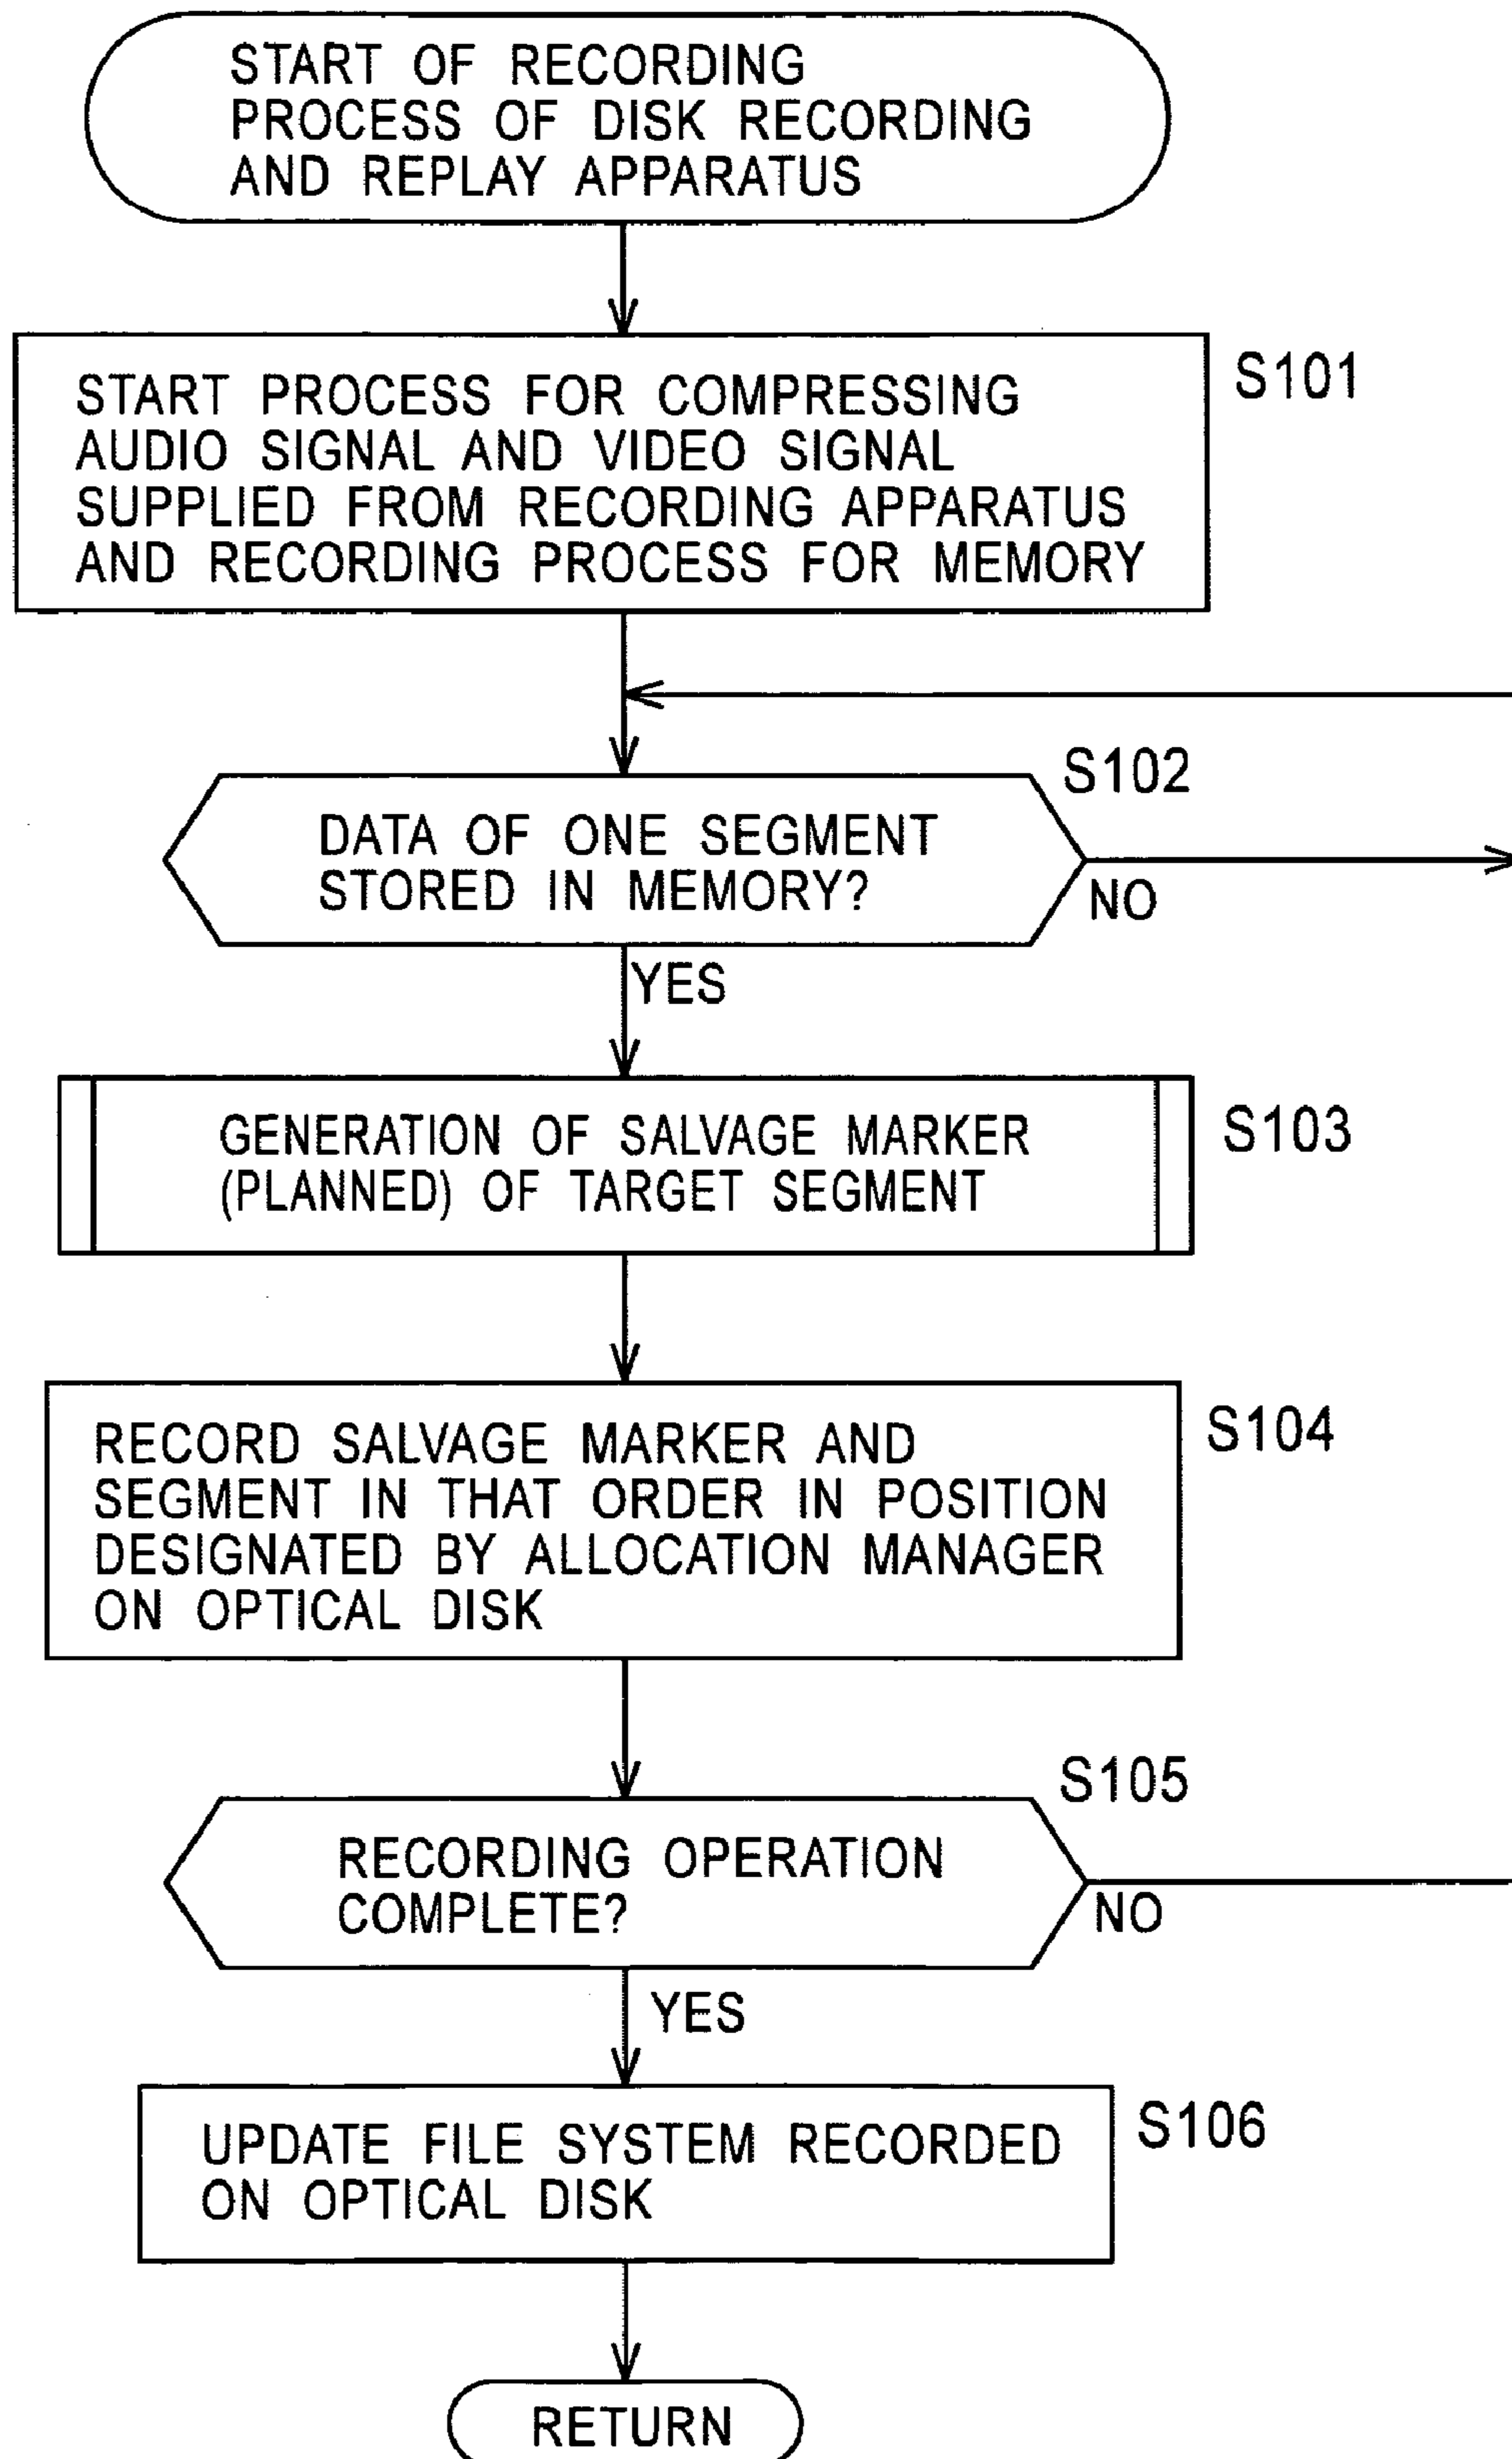 START OF RECORDING
PROCESS OF DISK RECORDING
AND REPLAY APPARATUS
START PROCESS FOR COMPRESSING
AUDIO SIGNAL AND VIDEO SIGNAL
SUPPLIED FROM RECORDING APPARATUS
AND RECORDING PROCESS FOR MEMORY
S101
DATA OF ONE SEGMENT
STORED IN MEMORY?
S102
NO
YES
GENERATION OF SALVAGE MARKER
(PLANNED) OF TARGET SEGMENT
S103
RECORD SALVAGE MARKER AND
SEGMENT IN THAT ORDER IN POSITION
DESIGNATED BY ALLOCATION MANAGER
ON OPTICAL DISK
S104
RECORDING OPERATION
COMPLETE?
S105
NO
YES
UPDATE FILE SYSTEM RECORDED
ON OPTICAL DISK
S106
RETURN